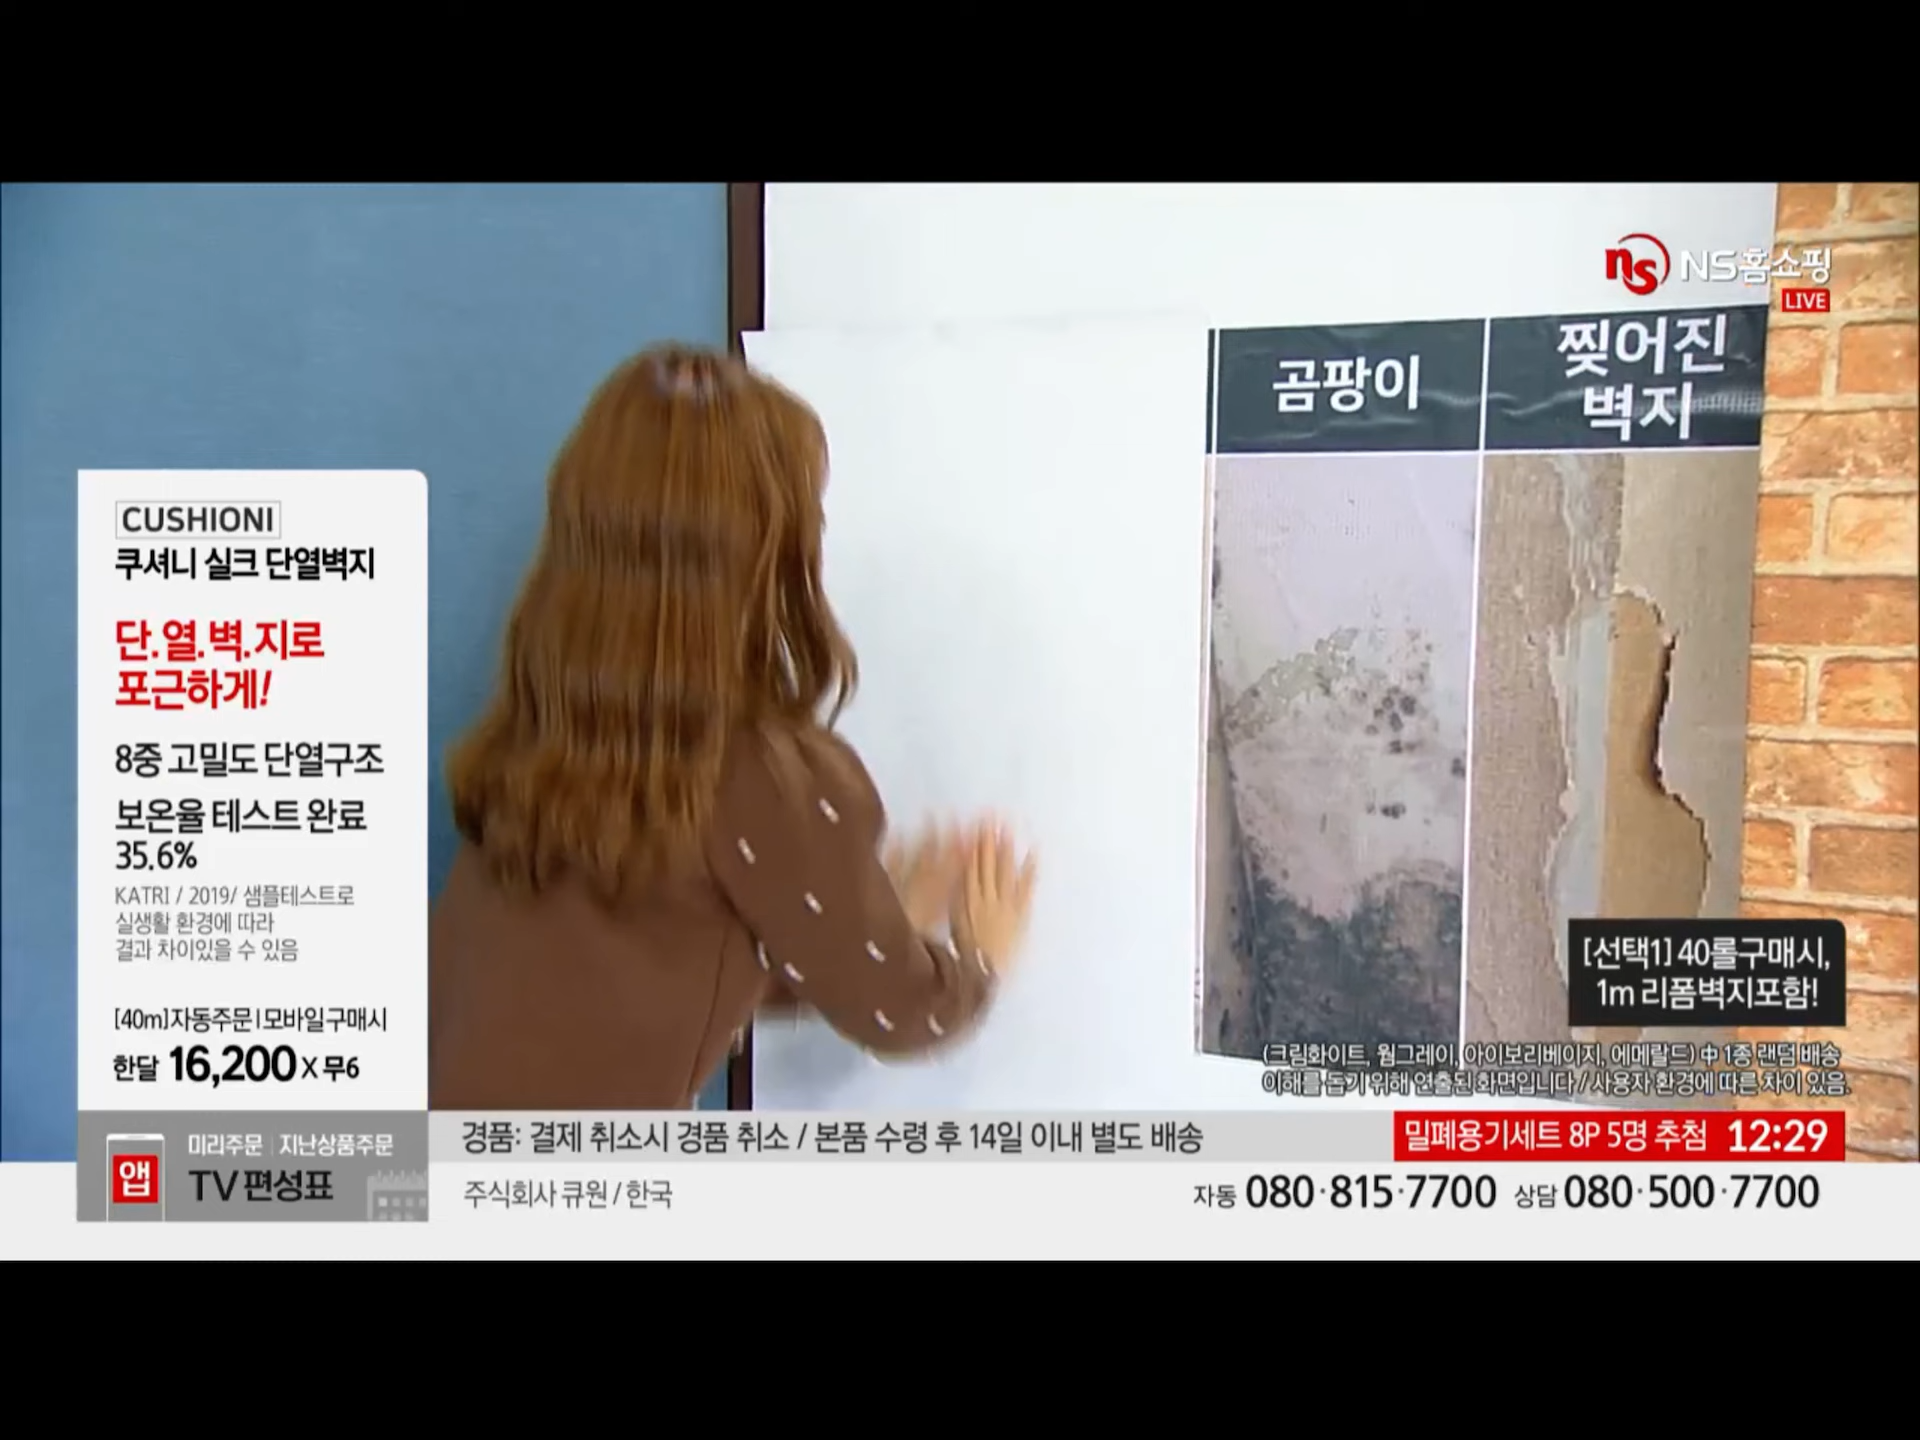 ns NS홈쇼핑
LIVE
곰팡이
찢어진
벽지
CUSHIONI
쿠셔니 실크 단열벽지
단.열.벽.지로
포근하게!
8중 고밀도 단열구조
보온율 테스트 완료
35.6%
KATRI / 2019/ 샘플테스트로
실생활 환경에 따라
결과 차이있을 수 있음
[40m]자동주문|모바일구매시
한달 16,200 X 무6
[선택1] 40롤구매시,
1m 리폼벽지포함!
(크림화이트, 웜그레이, 아이보리베이지, 에메랄드) 中 1종 랜덤 배송
이해를 돕기 위해 연출된 화면입니다 / 사용자 환경에 따른 차이 있음.
앱
미리주문 | 지난상품주문
TV 편성표
경품: 결제 취소시 경품 취소 / 본품 수령 후 14일 이내 별도 배송
밀폐용기세트 8P 5명 추첨 12:29
주식회사 큐원 / 한국
자동 080·815·7700 상담 080·500·7700